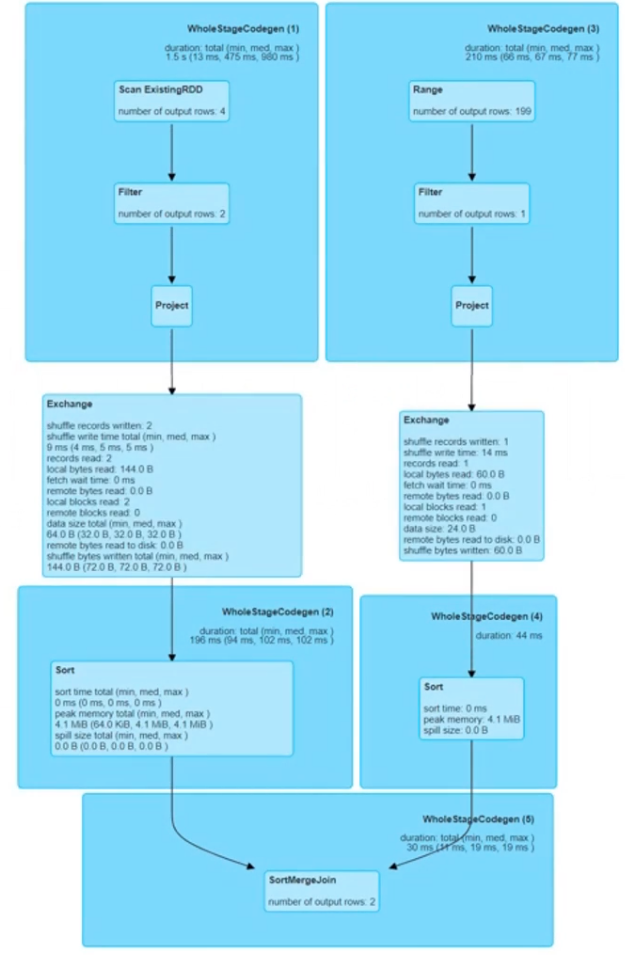 WholeStageCodegen (1)
duration: total (min, med, max )
1.5 s (13 ms, 475 ms, 980 ms )
Scan ExistingRDD
number of output rows: 4
Filter
number of output rows: 2
Project
WholeStageCodegen (3)
duration: total (min, med, max )
210 ms (66 ms, 67 ms, 77 ms )
Range
number of output rows: 199
Filter
number of output rows: 1
Project
Exchange
shuffle records written: 2
shuffle write time total (min, med, max )
9 ms (4 ms, 5 ms, 5 ms )
records read: 2
local bytes read: 144.0 B
fetch wait time: 0 ms
remote bytes read: 0.0 B
local blocks read: 2
remote blocks read: 0
data size total (min, med, max )
64.0 B (32.0 B, 32.0 B, 32.0 B )
remote bytes read to disk: 0.0 B
shuffle bytes written total (min, med, max )
144.0 B (72.0 B, 72.0 B, 72.0 B )
Exchange
shuffle records written: 1
shuffle write time: 14 ms
records read: 1
local bytes read: 60.0 B
fetch wait time: 0 ms
remote bytes read: 0.0 B
local blocks read: 1
remote blocks read: 0
data size: 24.0 B
remote bytes read to disk: 0.0 B
shuffle bytes written: 60.0 B
WholeStageCodegen (2)
duration: total (min, med, max )
196 ms (94 ms, 102 ms, 102 ms )
Sort
sort time total (min, med, max )
0 ms (0 ms, 0 ms, 0 ms )
peak memory total (min, med, max )
4.1 MiB (64.0 KiB, 4.1 MiB, 4.1 MiB )
spill size total (min, med, max )
0.0 B (0.0 B, 0.0 B, 0.0 B )
WholeStageCodegen (4)
duration: 44 ms
Sort
sort time: 0 ms
peak memory: 4.1 MiB
spill size: 0.0 B
WholeStageCodegen (5)
duration: total (min, med, max )
30 ms (11 ms, 19 ms, 19 ms )
SortMergeJoin
number of output rows: 2